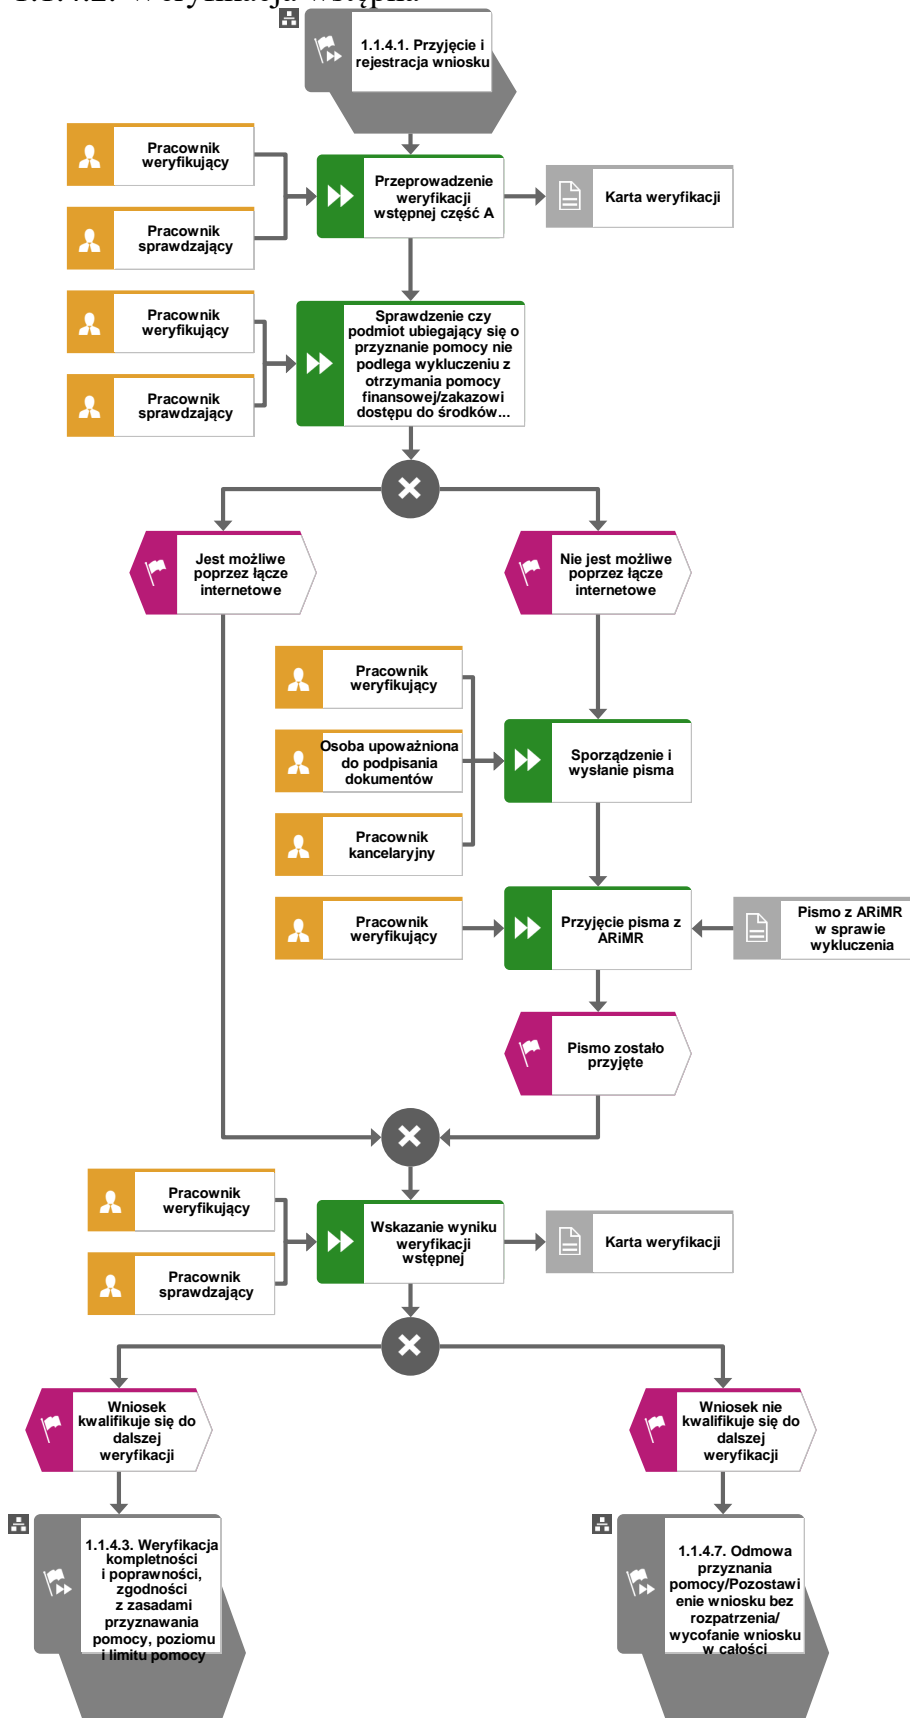 1.1.4.2. Weryfikacja wstępna
1.1.4.1. Przyjęcie i
rejestracja wniosku
Pracownik
weryfikujący
Przeprowadzenie
weryfikacji
wstępnej część A
Karta weryfikacji
Pracownik
sprawdzający
Pracownik
weryfikujący
Sprawdzenie czy
podmiot ubiegający się o
przyznanie pomocy nie
podlega wykluczeniu z
otrzymania pomocy
finansowej/zakazowi
dostępu do środków...
Pracownik
sprawdzający
Jest możliwe
poprzez łącze
internetowe
Nie jest możliwe
poprzez łącze
internetowe
Pracownik
weryfikujący
Osoba upoważniona
do podpisania
dokumentów
Sporządzenie i
wysłanie pisma
Pracownik
kancelaryjny
Pracownik
weryfikujący
Przyjęcie pisma z
ARiMR
Pismo z ARiMR
w sprawie
wykluczenia
Pismo zostało
przyjęte
Pracownik
weryfikujący
Wskazanie wyniku
weryfikacji
wstępnej
Karta weryfikacji
Pracownik
sprawdzający
Wniosek
kwalifikuje się do
dalszej
weryfikacji
Wniosek nie
kwalifikuje się do
dalszej
weryfikacji
1.1.4.3. Weryfikacja
kompletności
i poprawności,
zgodności
z zasadami
przyznawania
pomocy, poziomu
i limitu pomocy
1.1.4.7. Odmowa
przyznania
pomocy/Pozostawi
enie wniosku bez
rozpatrzenia/
wycofanie wniosku
w całości